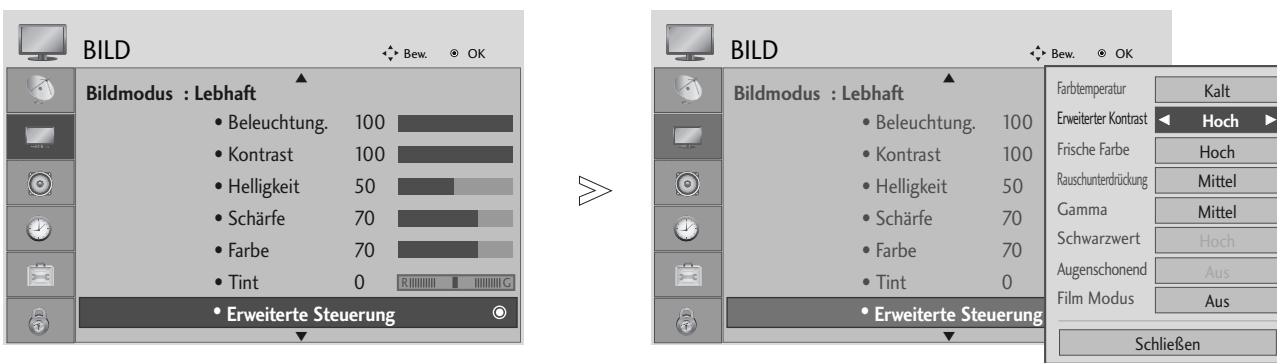 BILD
Bew. OK
Bildmodus : Lebhaft
• Beleuchtung. 100
• Kontrast 100
• Helligkeit 50
• Schärfe 70
• Farbe 70
• Tint 0 R G
• Erweiterte Steuerung
BILD
Bew. OK
Bildmodus : Lebhaft
• Beleuchtung. 100
• Kontrast 100
• Helligkeit 50
• Schärfe 70
• Farbe 70
• Tint 0
• Erweiterte Steuerung
Farbtemperatur Kalt
Erweiterter Kontrast Hoch
Frische Farbe Hoch
Rauschunterdrückung Mittel
Gamma Mittel
Schwarzwert Hoch
Augenschonend Aus
Film Modus Aus
Schließen